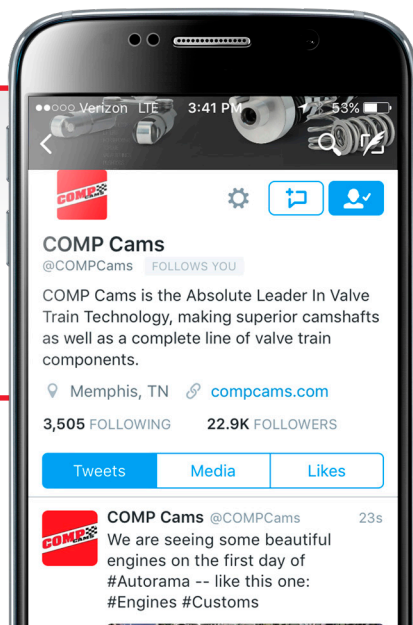 Verizon LTE 3:41 PM 53%
COMP
CAMS
COMP Cams
@COMPCams FOLLOWS YOU
COMP Cams is the Absolute Leader In Valve
Train Technology, making superior camshafts
as well as a complete line of valve train
components.
Memphis, TN compcams.com
3,505 FOLLOWING 22.9K FOLLOWERS
Tweets Media Likes
COMP Cams @COMPCams 23s
COMP
CAMS
We are seeing some beautiful
engines on the first day of
#Autorama -- like this one:
#Engines #Customs